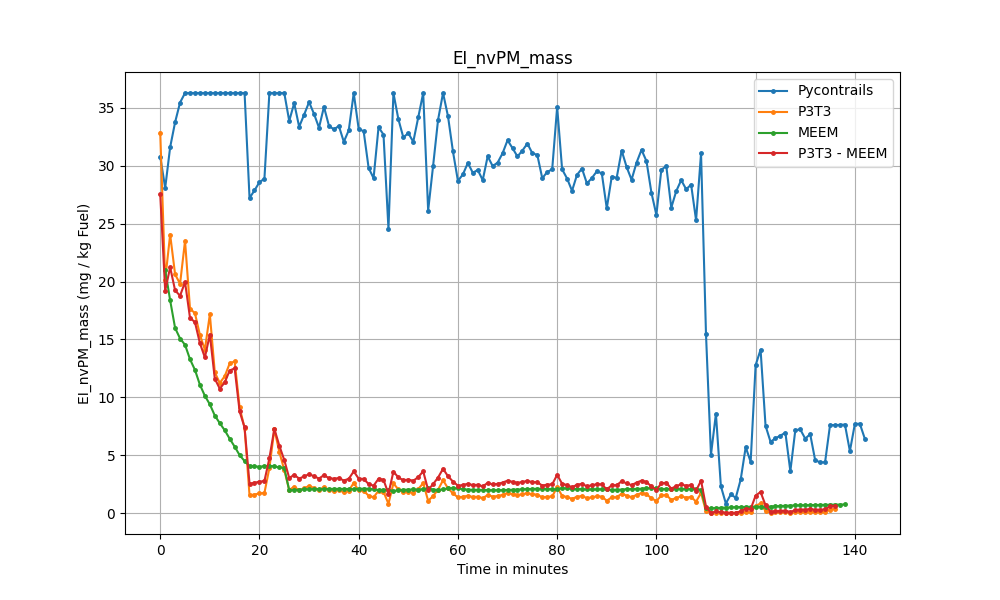 EI_nvPM_mass
Pycontrails
P3T3
MEEM
P3T3 - MEEM
EI_nvPM_mass (mg / kg Fuel)
35
30
25
20
15
10
5
0
0 20 40 60 80 100 120 140
Time in minutes